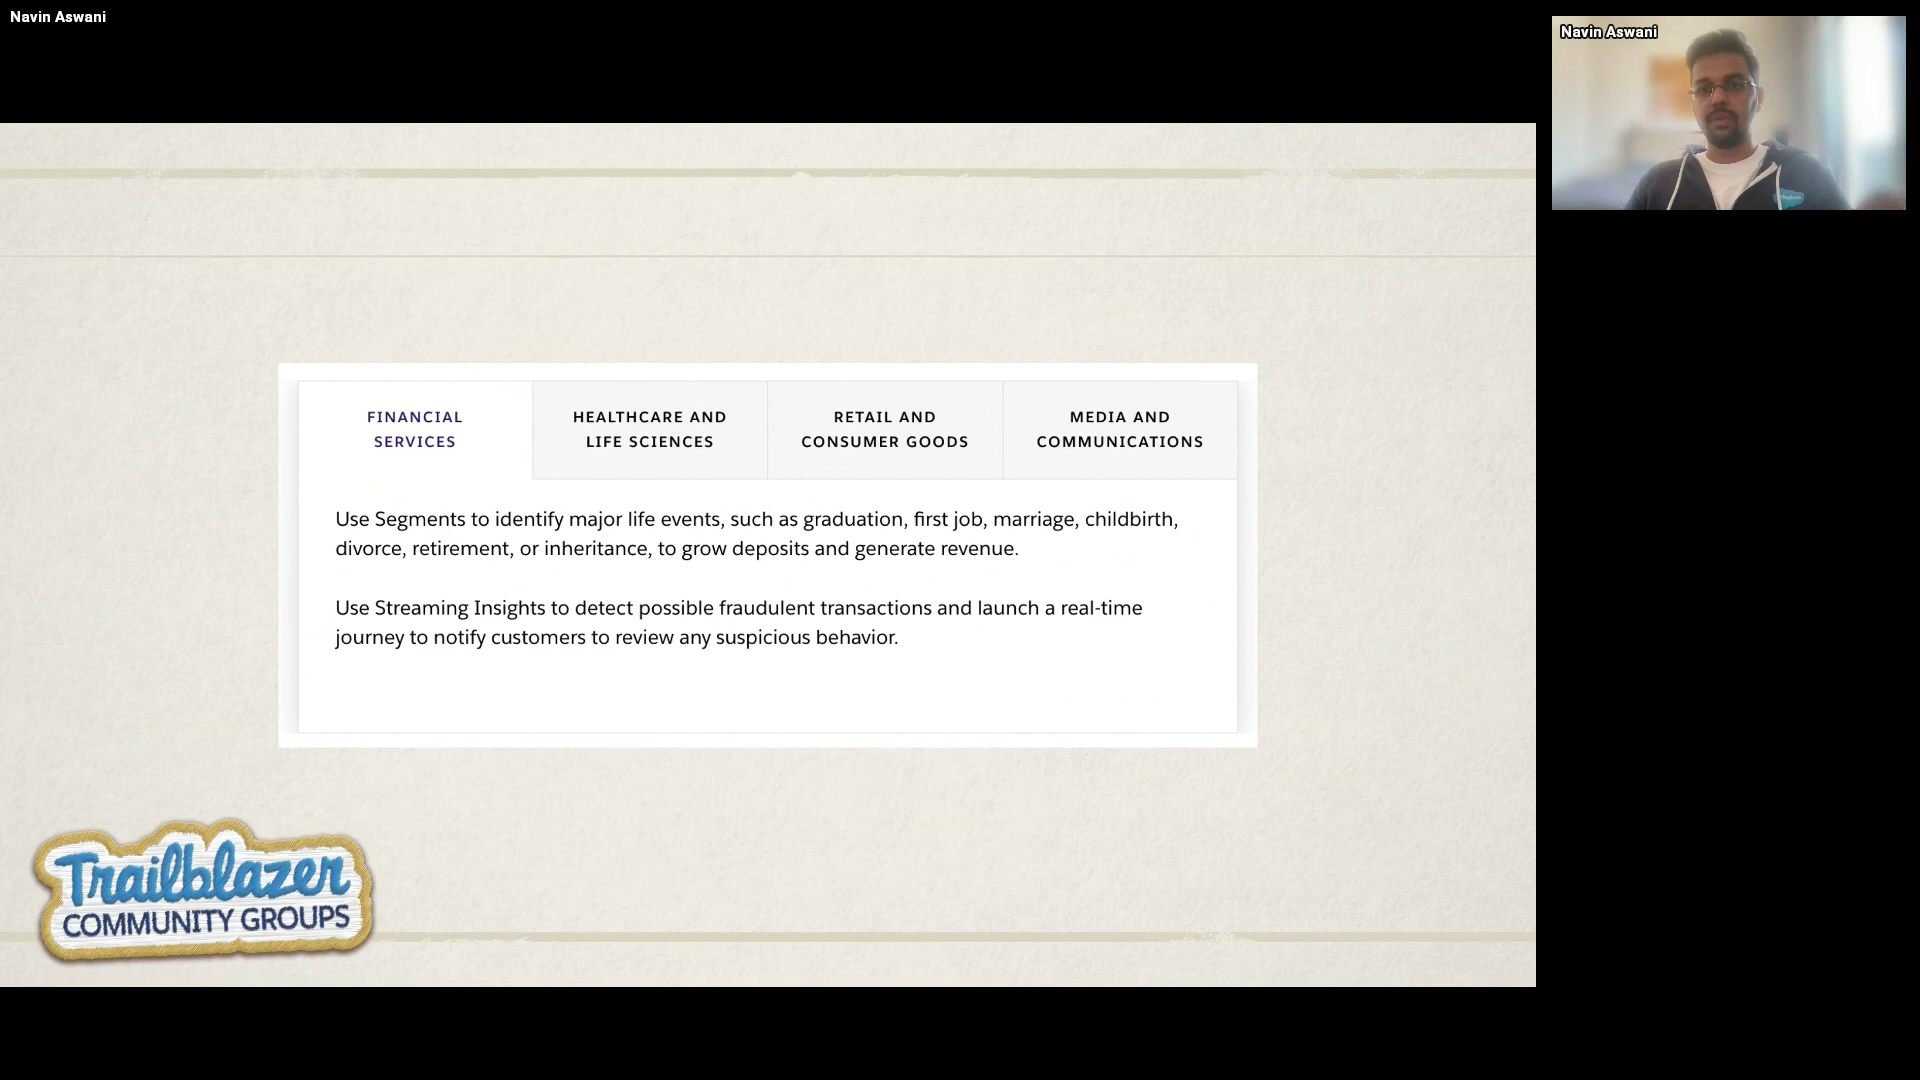 Navin Aswani
Navin Aswani
FINANCIAL
SERVICES
HEALTHCARE AND
LIFE SCIENCES
RETAIL AND
CONSUMER GOODS
MEDIA AND
COMMUNICATIONS
Use Segments to identify major life events, such as graduation, first job, marriage, childbirth,
divorce, retirement, or inheritance, to grow deposits and generate revenue.
Use Streaming Insights to detect possible fraudulent transactions and launch a real-time
journey to notify customers to review any suspicious behavior.
Trailblazer
COMMUNITY GROUPS